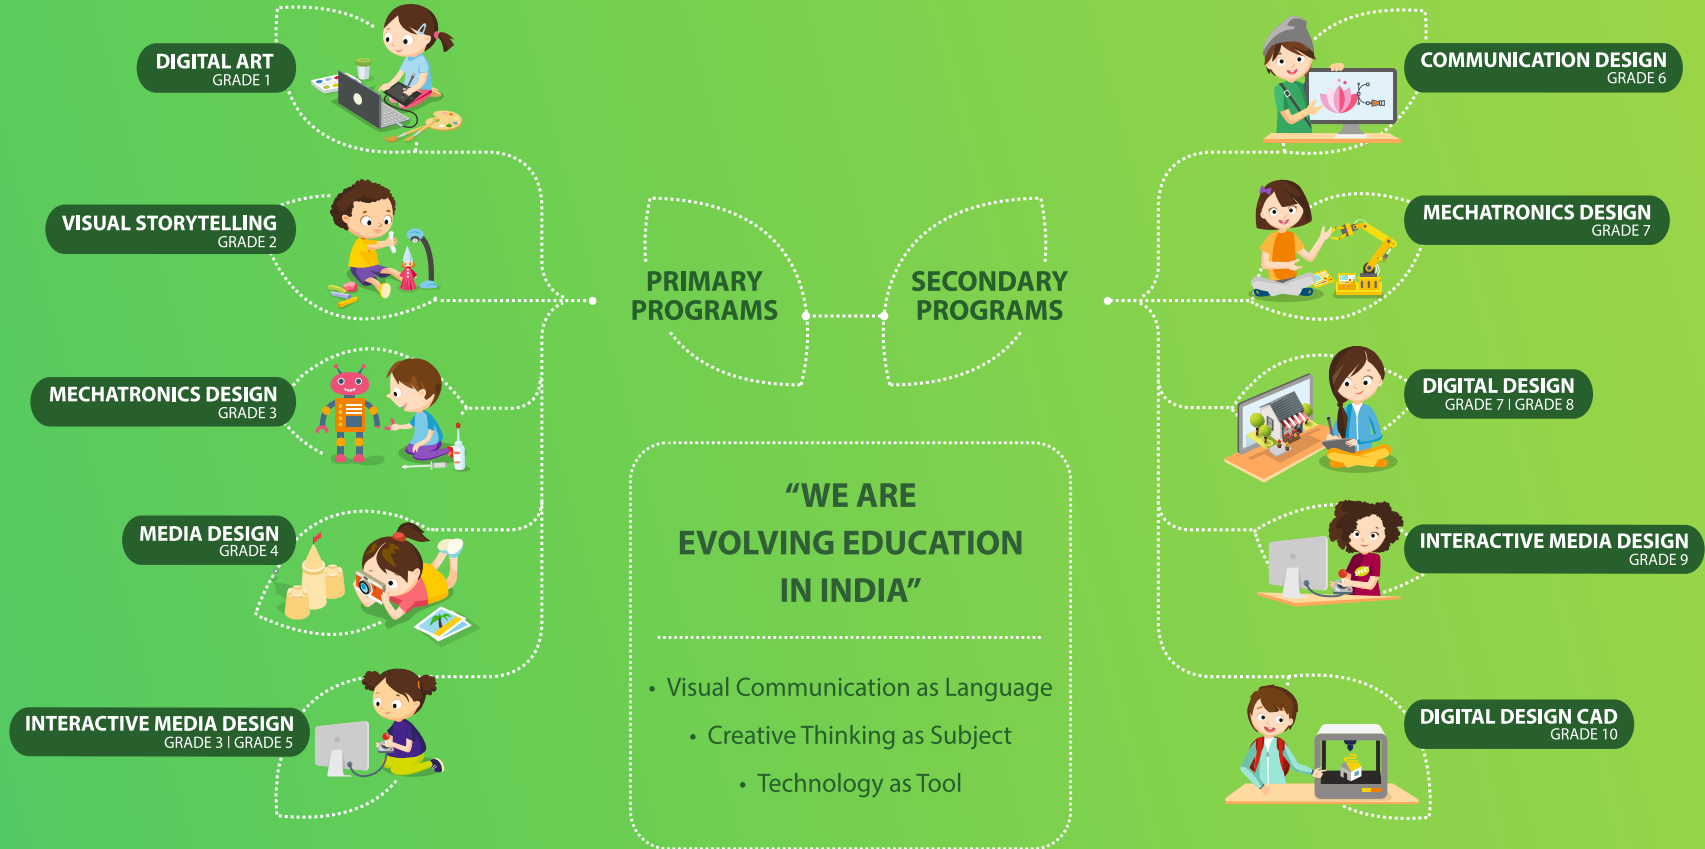 DIGITAL ART
GRADE 1
VISUAL STORYTELLING
GRADE 2
MECHATRONICS DESIGN
GRADE 3
MEDIA DESIGN
GRADE 4
INTERACTIVE MEDIA DESIGN
GRADE 3 | GRADE 5
PRIMARY
PROGRAMS
SECONDARY
PROGRAMS
“WE ARE
EVOLVING EDUCATION
IN INDIA”
• Visual Communication as Language
• Creative Thinking as Subject
• Technology as Tool
COMMUNICATION DESIGN
GRADE 6
MECHATRONICS DESIGN
GRADE 7
DIGITAL DESIGN
GRADE 7 | GRADE 8
INTERACTIVE MEDIA DESIGN
GRADE 9
DIGITAL DESIGN CAD
GRADE 10